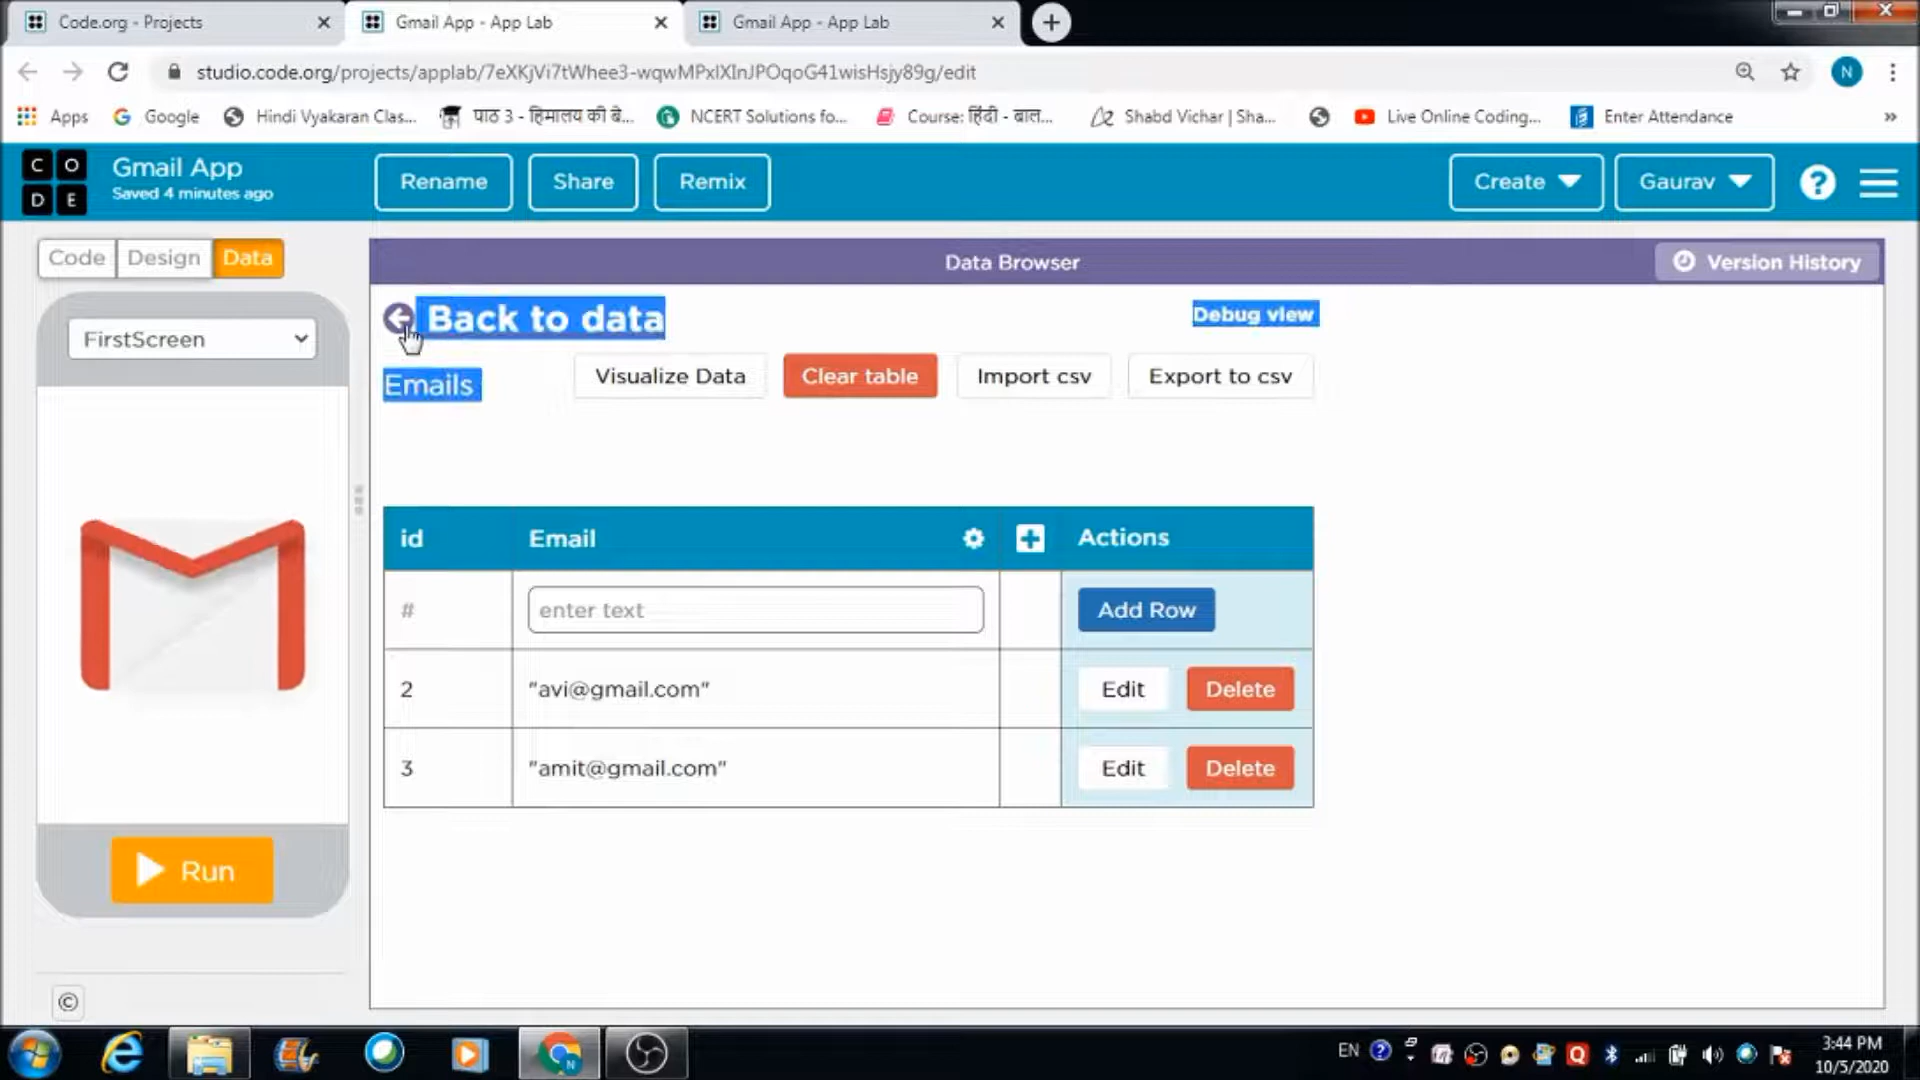 Code.org - Projects
Gmail App - App Lab
Gmail App - App Lab
studio.code.org/projects/applab/7eXKjVi7tWhee3-wqwMPxlXInJPOqoG41wisHsjy89g/edit
N
Apps
Google
Hindi Vyakaran Clas...
पाठ 3 - हिमालय की बे...
NCERT Solutions fo...
Course: हिंदी - बाल...
Shabd Vichar | Sha...
Live Online Coding...
Enter Attendance
C O
D E
Gmail App
Saved 4 minutes ago
Rename
Share
Remix
Create
Gaurav
Code
Design
Data
Data Browser
Version History
FirstScreen
Back to data
Debug view
Emails
Visualize Data
Clear table
Import csv
Export to csv
id
Email
Actions
#
enter text
Add Row
2
"avi@gmail.com"
Edit
Delete
3
"amit@gmail.com"
Edit
Delete
Run
©
EN
3:44 PM
10/5/2020